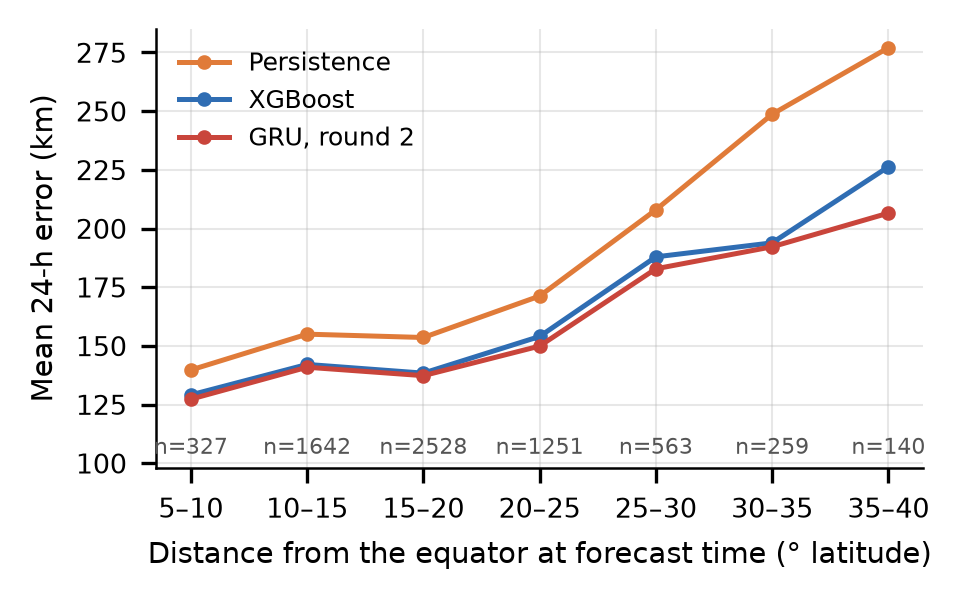 Mean 24-h error (km)
275
250
225
200
175
150
125
100
Persistence
XGBoost
GRU, round 2
n=327 n=1642 n=2528 n=1251 n=563 n=259 n=140
5–10 10–15 15–20 20–25 25–30 30–35 35–40
Distance from the equator at forecast time (° latitude)